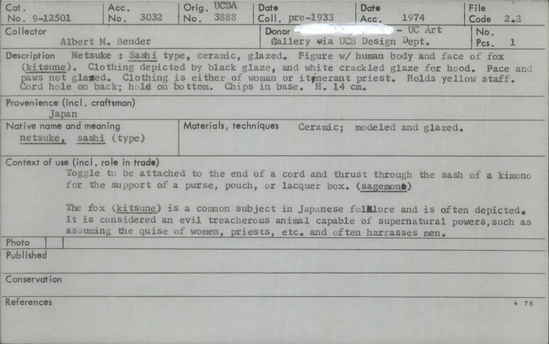 Cat. No. 9-12501 Acc. No. 3032 Orig. UCDA No. 3888 Date Coll. pre-1933 Date Acc. 1974 File Code 2.2
Collector Albert M. Bender Donor - UC Art Gallery via UCB Design Dept. No. Pcs. 1
Description Netsuke : Sashi type, ceramic, glazed. Figure w/ human body and face of fox
(kitsune). Clothing depicted by black glaze, and white crackled glaze for hood. Face and
paws not glazed. Clothing is either of woman or itenerant priest. Holds yellow staff.
Cord hole on back; hold on bottom. Chips in base. H. 14 cm.
Provenience (incl. craftsman)
Japan
Native name and meaning
netsuke, sashi (type)
Materials, techniques Ceramic; modeled and glazed.
Context of use (incl. role in trade)
Toggle to be attached to the end of a cord and thrust through the sash of a kimono
for the support of a purse, pouch, or lacquer box. (sagemono)
The fox (kitsune) is a common subject in Japanese folklore and is often depicted.
It is considered an evil treacherous animal capable of supernatural powers,such as
assuming the quise of women, priests, etc. and often harrasses men.
Photo
Published
Conservation
References
4 75